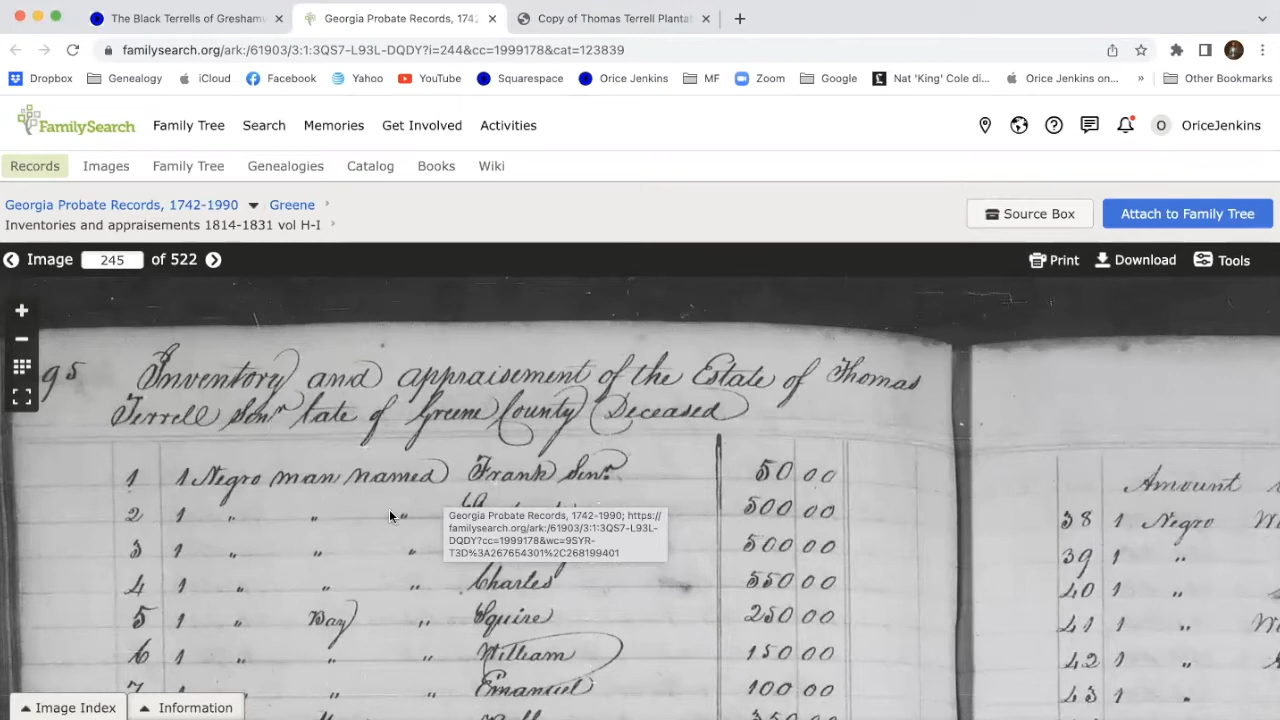 The Black Terrells of Greshamv
Georgia Probate Records, 1742
Copy of Thomas Terrell Planta
familysearch.org/ark:/61903/3:1:3QS7-L93L-DQDY?i=244&cc=1999178&cat=123839
Dropbox Genealogy iCloud Facebook Yahoo YouTube Squarespace Orice Jenkins MF Zoom Google Nat 'King' Cole di... Orice Jenkins on... » Other Bookmarks
FamilySearch Family Tree Search Memories Get Involved Activities O OriceJenkins
Records Images Family Tree Genealogies Catalog Books Wiki
Georgia Probate Records, 1742-1990 Greene
Inventories and appraisements 1814-1831 vol H-I
Source Box Attach to Family Tree
Image 245 of 522 Print Download Tools
95 Inventory and appraisement of the Estate of Thomas
Terrell Senr late of Greene County Deceased
1 1 Negro man named Frank Senr 50 00
2 1 " " " 500 00
3 1 " " " 500 00
4 1 " " " Charles 550 00
5 1 " Boy " Squire 250 00
6 1 " " " William 150 00
7 " " Emanuel 100 00
Georgia Probate Records, 1742-1990; https://
familysearch.org/ark:/61903/3:1:3QS7-L93L-
DQDY?cc=1999178&wc=9SYR-
T3D%3A267654301%2C268199401
Amount
38 1 Negro
39 1 "
40 1 "
41 1 "
42 1 "
43 1 "
Image Index Information